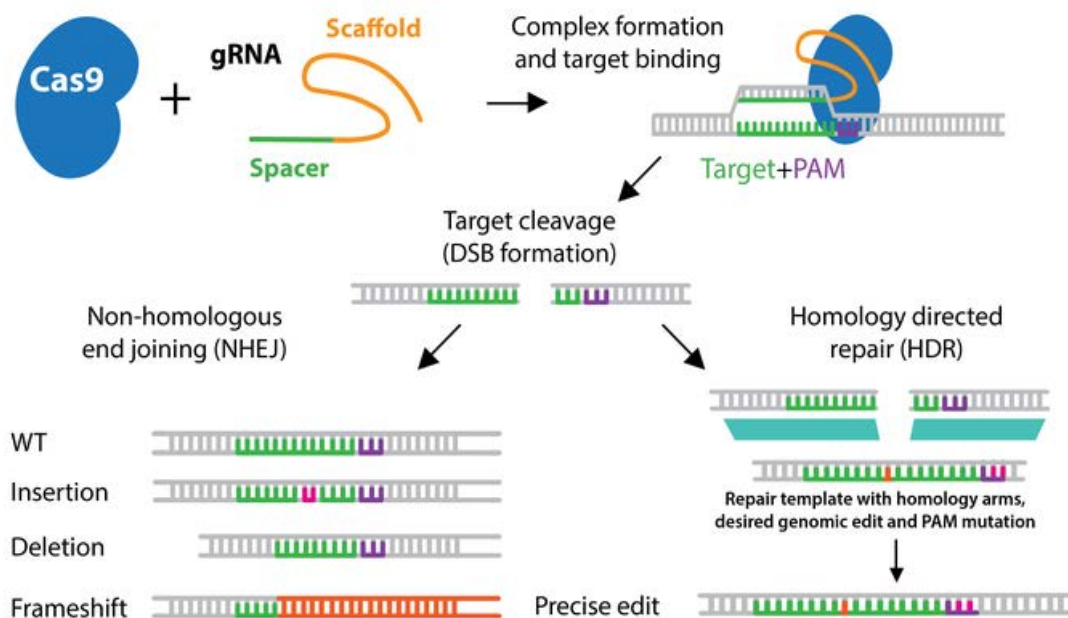 Cas9
+
gRNA
Scaffold
Spacer
Complex formation
and target binding
Target+PAM
Target cleavage
(DSB formation)
Non-homologous
end joining (NHEJ)
Homology directed
repair (HDR)
WT
Insertion
Deletion
Frameshift
Repair template with homology arms,
desired genomic edit and PAM mutation
Precise edit